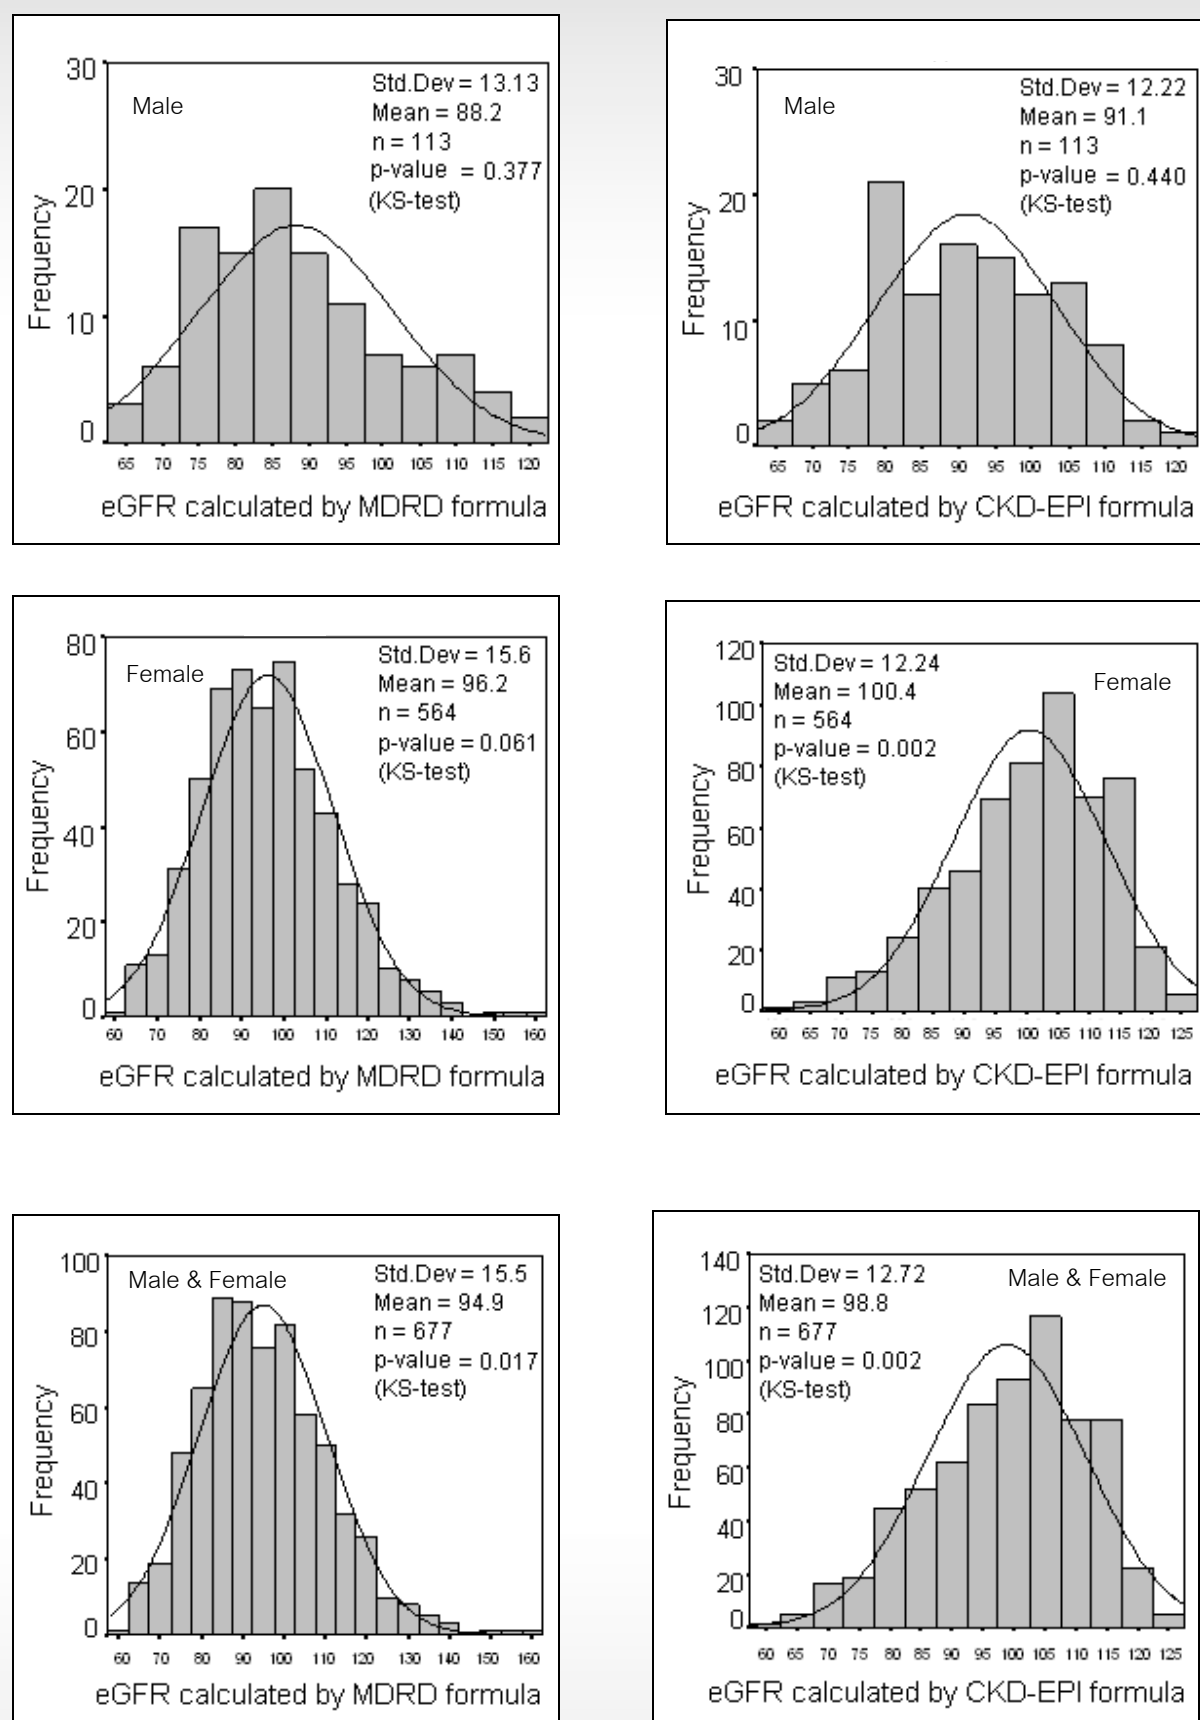 30
20
10
0
Frequency
Male
Std.Dev = 13.13
Mean = 88.2
n = 113
p-value = 0.377
(KS-test)
65 70 75 80 85 90 95 100 105 110 115 120
eGFR calculated by MDRD formula
30
20
10
0
Frequency
Male
Std.Dev = 12.22
Mean = 91.1
n = 113
p-value = 0.440
(KS-test)
65 70 75 80 85 90 95 100 105 110 115 120
eGFR calculated by CKD-EPI formula
80
60
40
20
0
Frequency
Female
Std.Dev = 15.6
Mean = 96.2
n = 564
p-value = 0.061
(KS-test)
60 70 80 90 100 110 120 130 140 150 160
eGFR calculated by MDRD formula
120
100
80
60
40
20
0
Frequency
Std.Dev = 12.24
Mean = 100.4
n = 564
p-value = 0.002
(KS-test)
Female
60 65 70 75 80 85 90 95 100 105 110 115 120 125
eGFR calculated by CKD-EPI formula
100
80
60
40
20
0
Frequency
Male & Female
Std.Dev = 15.5
Mean = 94.9
n = 677
p-value = 0.017
(KS-test)
60 70 80 90 100 110 120 130 140 150 160
eGFR calculated by MDRD formula
140
120
100
80
60
40
20
0
Frequency
Std.Dev = 12.72
Mean = 98.8
n = 677
p-value = 0.002
(KS-test)
Male & Female
60 65 70 75 80 85 90 95 100 105 110 115 120 125
eGFR calculated by CKD-EPI formula